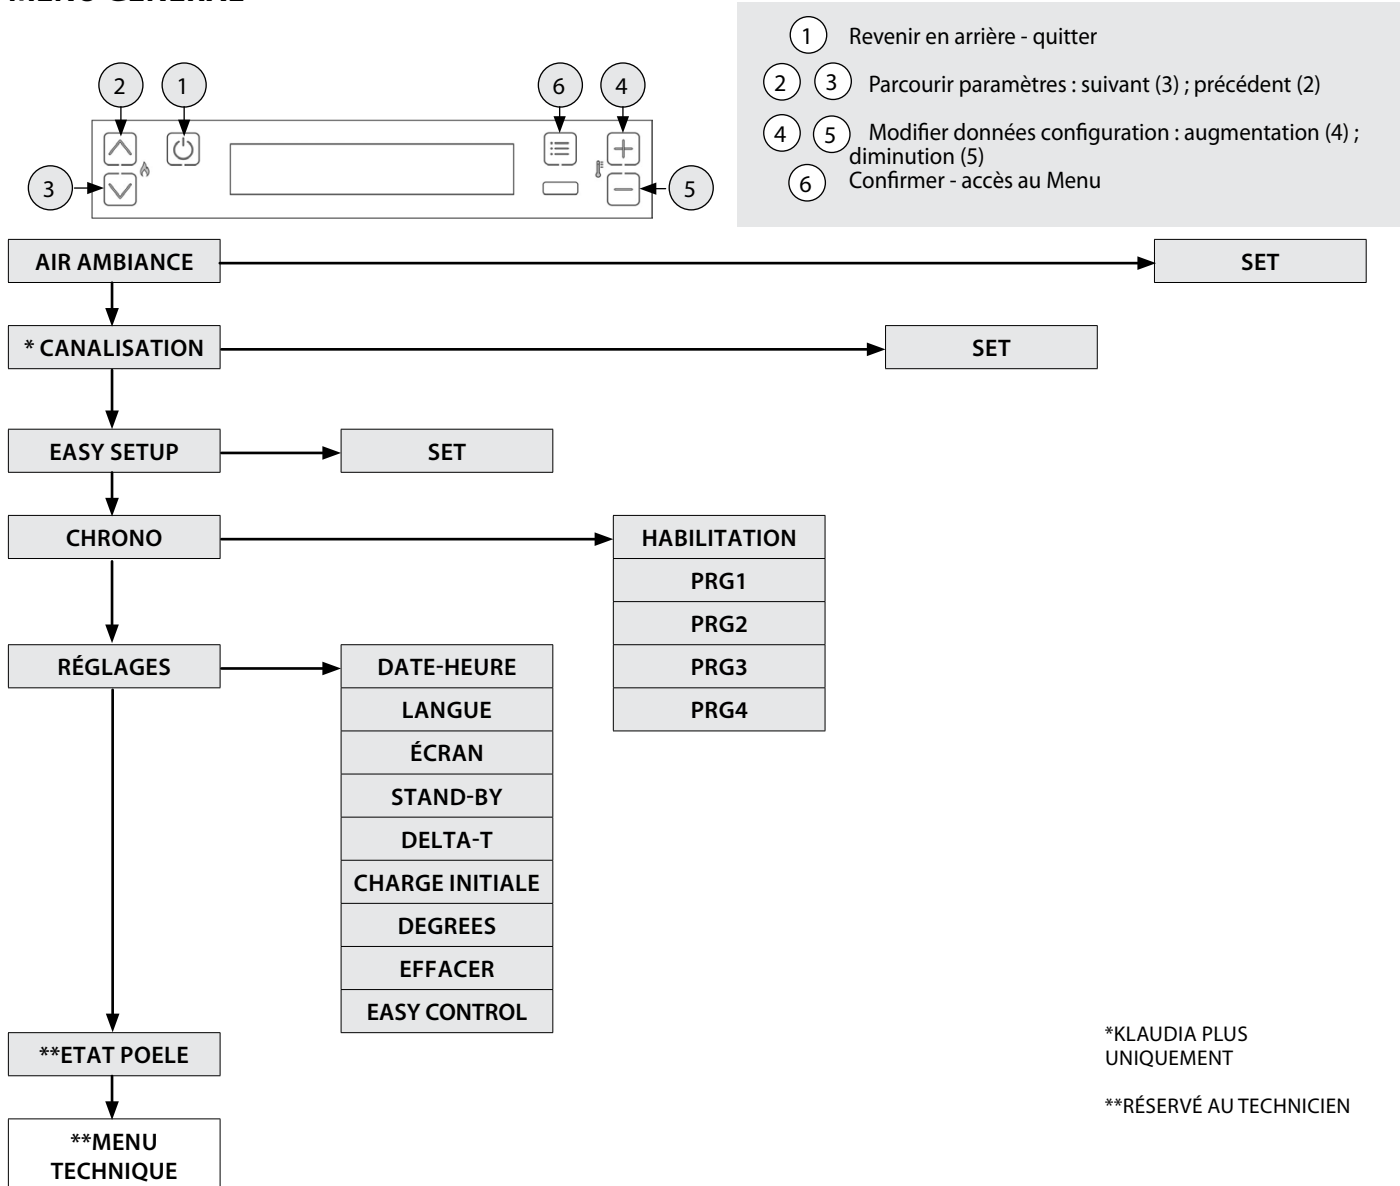 MENU GENERAL
1 Revenir en arrière - quitter
2 3 Parcourir paramètres : suivant (3) ; précédent (2)
4 5 Modifier données configuration : augmentation (4) ;
diminution (5)
6 Confirmer - accès au Menu
2 1 6 4
3 5
AIR AMBIANCE SET
* CANALISATION SET
EASY SETUP SET
CHRONO HABILITATION
PRG1
PRG2
RÉGLAGES DATE-HEURE PRG3
LANGUE PRG4
ÉCRAN
STAND-BY
DELTA-T
CHARGE INITIALE
DEGREES
EFFACER
EASY CONTROL
**ETAT POELE
*KLAUDIA PLUS
UNIQUEMENT
**RÉSERVÉ AU TECHNICIEN
**MENU
TECHNIQUE